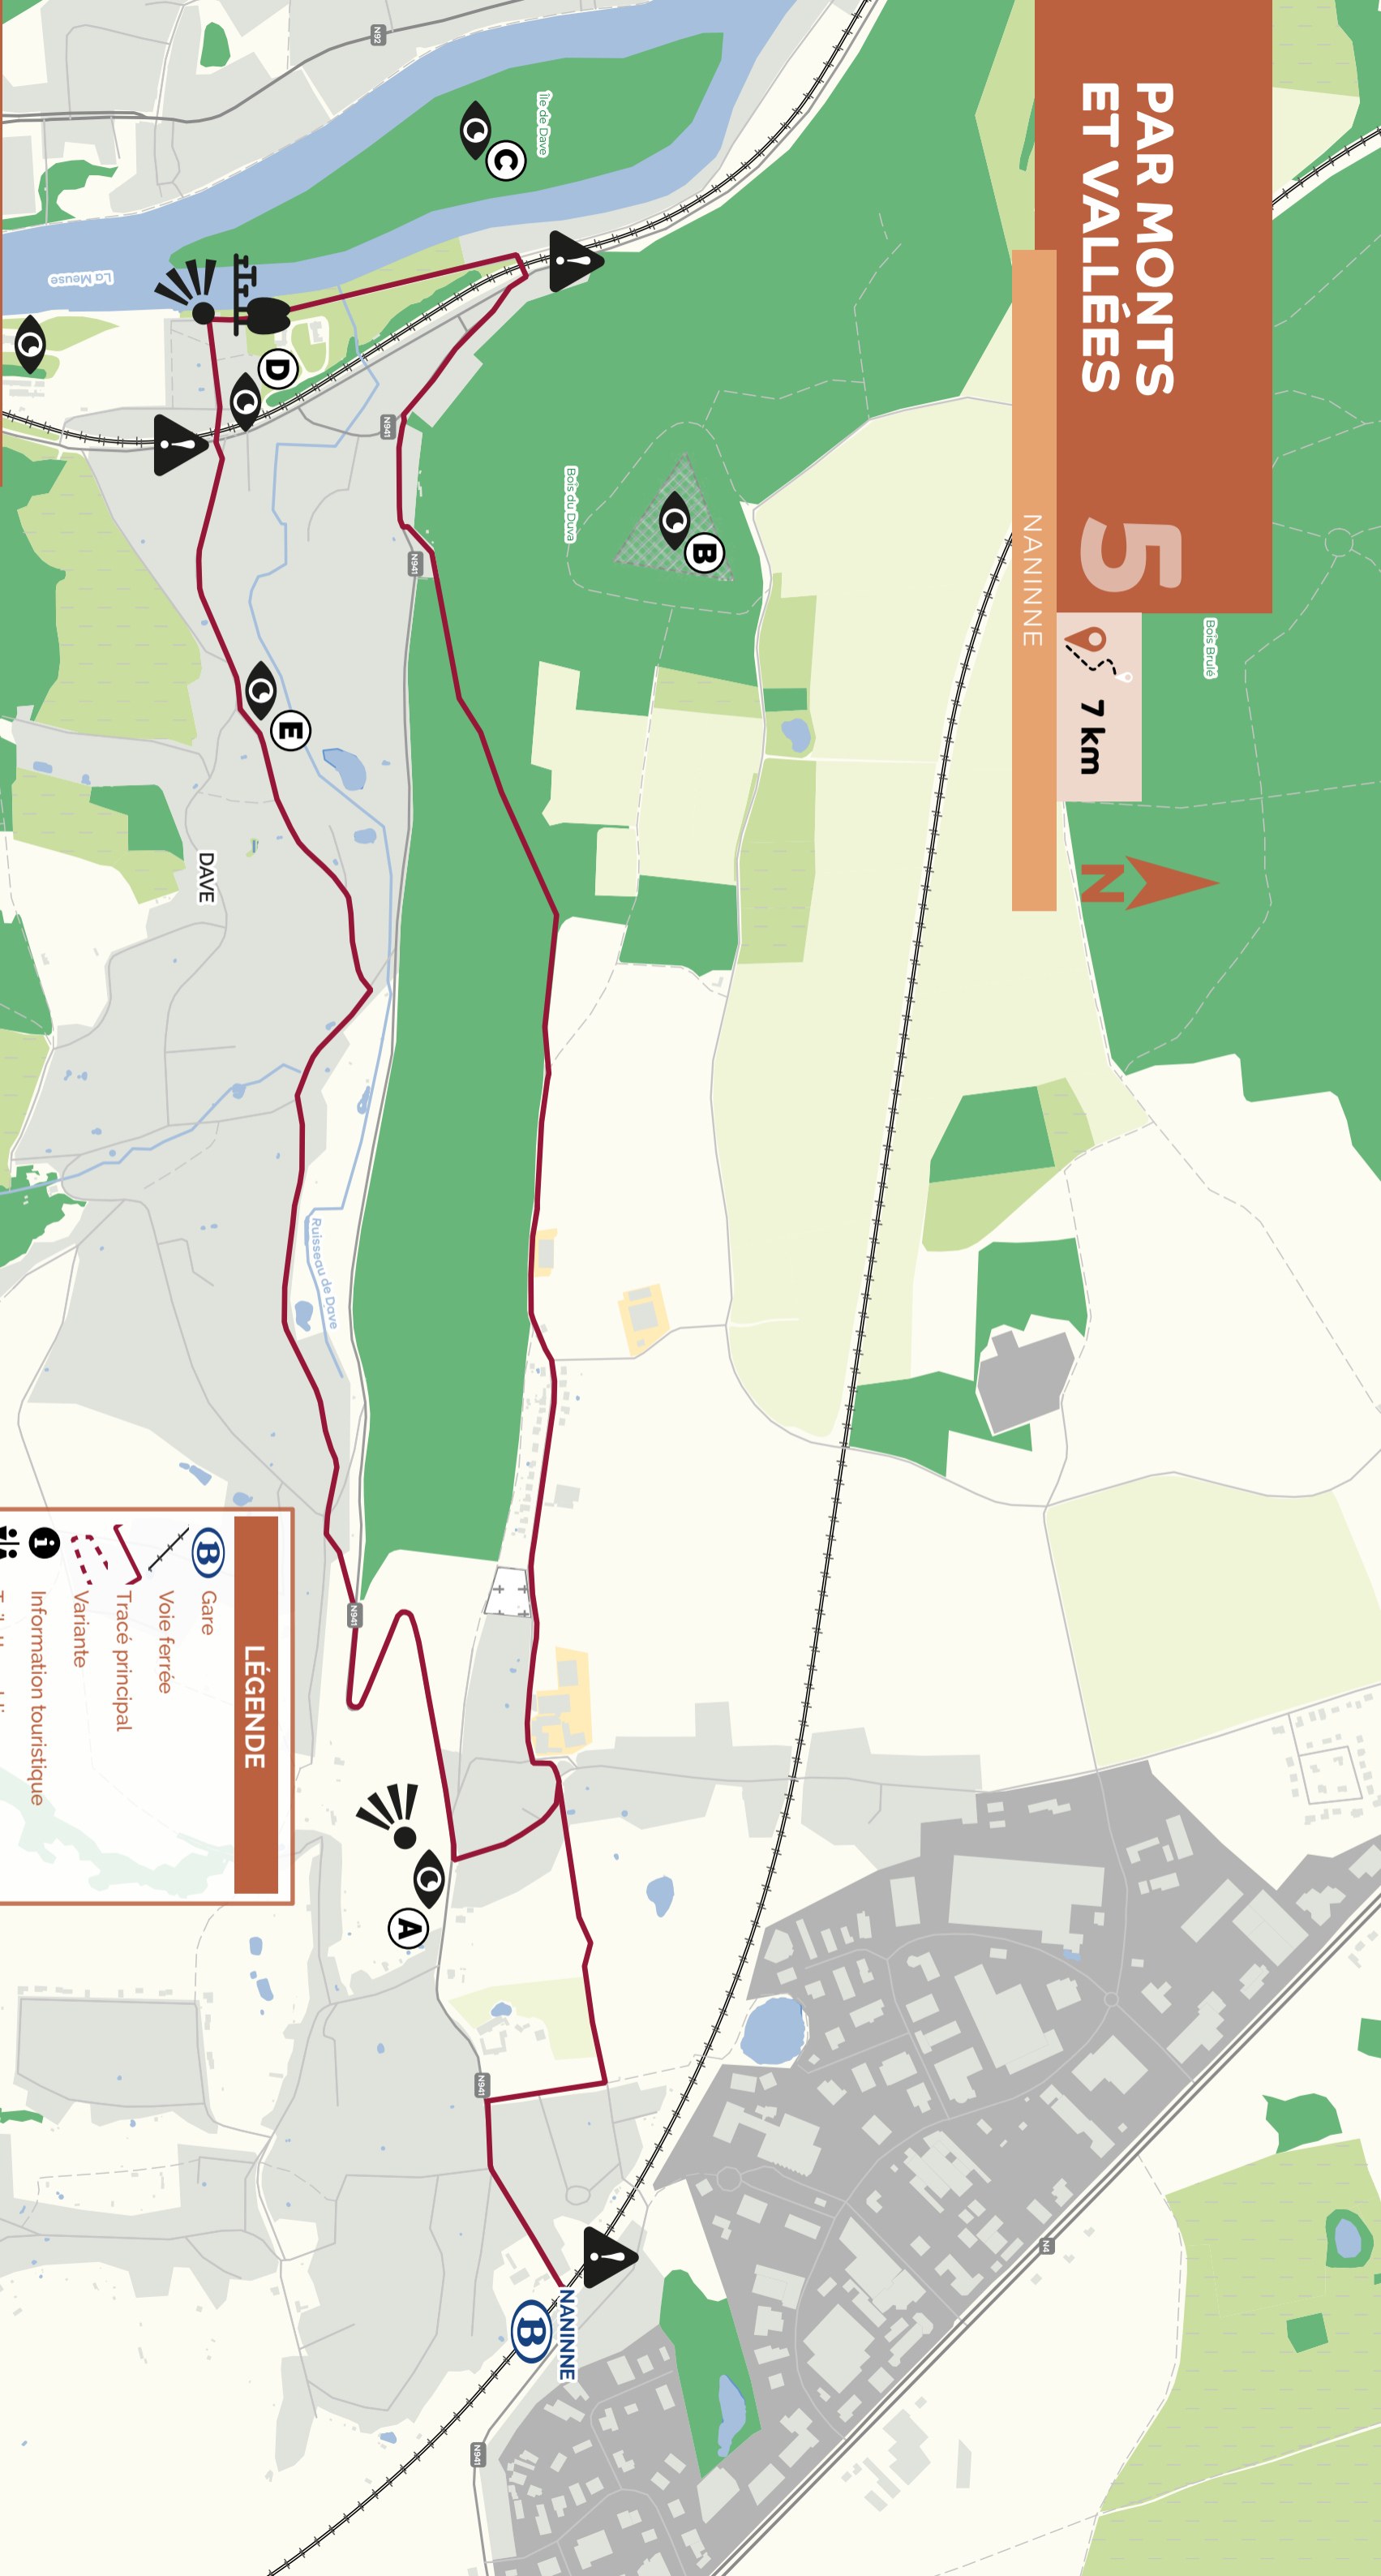 PAR MONTS
ET VALLÉES
5
7 km
NANINNE
N
Bois Brulé
N92
Île de Dave
C
La Meuse
D
N941
N941
Bois du Duva
B
E
DAVE
Ruisseau de Dave
N941
A
N941
NANINNE
B
N941
N4
LÉGENDE
B Gare
Voie ferrée
Tracé principal
Variante
i Information touristique